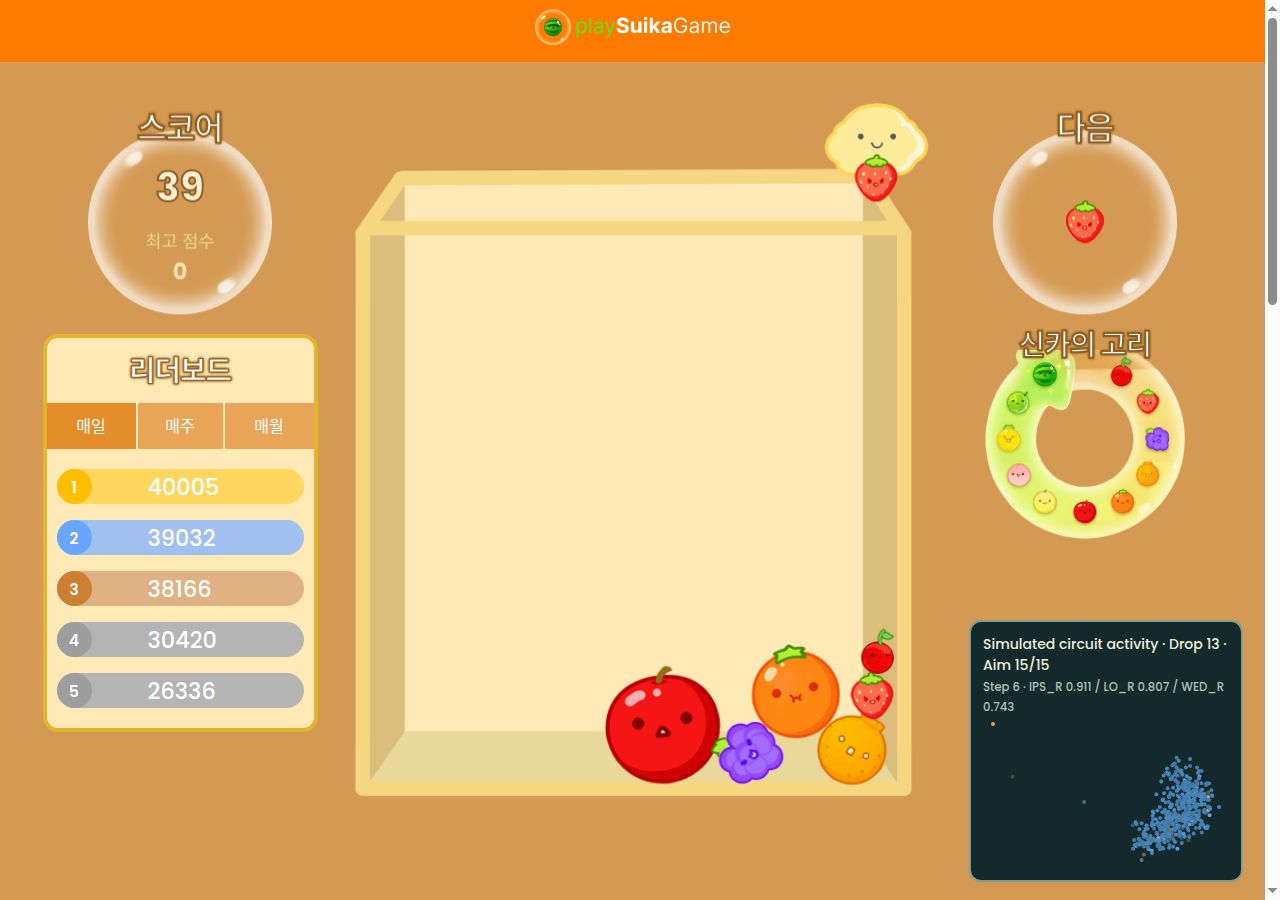 playSuikaGame
스코어
39
최고 점수
0
다음
신카의 고리
리더보드
매일 매주 매월
1 40005
2 39032
3 38166
4 30420
5 26336
Simulated circuit activity · Drop 13 ·
Aim 15/15
Step 6 · IPS_R 0.911 / LO_R 0.807 / WED_R
0.743